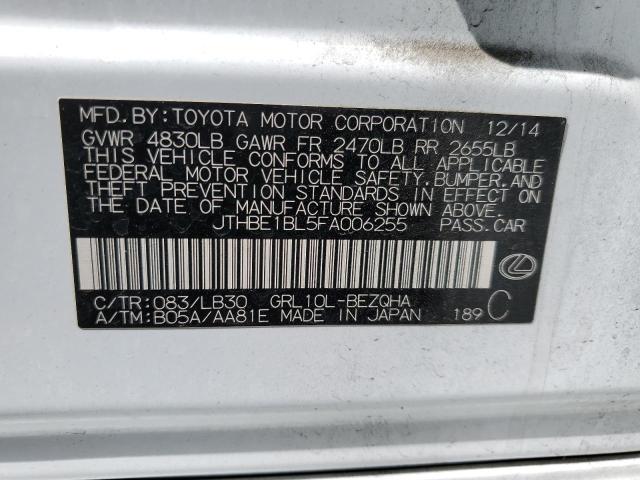 MFD. BY: TOYOTA MOTOR CORPORATION 12/14
GVWR 4830LB GAWR FR 2470LB RR 2655LB
THIS VEHICLE CONFORMS TO ALL APPLICABLE
FEDERAL MOTOR VEHICLE SAFETY, BUMPER, AND
THEFT PREVENTION STANDARDS IN EFFECT ON
THE DATE OF MANUFACTURE SHOWN ABOVE.
JTHBE1BL5FA006255 PASS. CAR
C/TR: 083/LB30 GRL10L-BEZQHA
A/TM: B05A/AA81E MADE IN JAPAN 189 C